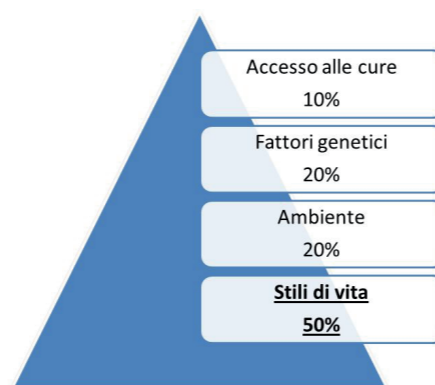 Accesso alle cure
10%
Fattori genetici
20%
Ambiente
20%
Stili di vita
50%